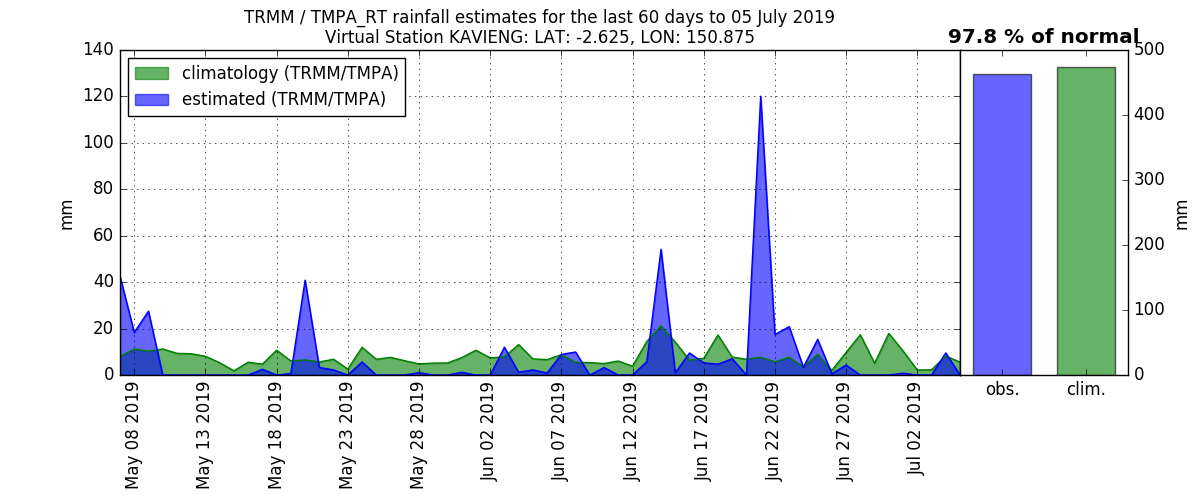 TRMM / TMPA_RT rainfall estimates for the last 60 days to 05 July 2019
Virtual Station KAVIENG: LAT: -2.625, LON: 150.875
97.8 % of normal
climatology (TRMM/TMPA)
estimated (TRMM/TMPA)
140
120
100
80
60
40
20
0
mm
May 08 2019
May 13 2019
May 18 2019
May 23 2019
May 28 2019
Jun 02 2019
Jun 07 2019
Jun 12 2019
Jun 17 2019
Jun 22 2019
Jun 27 2019
Jul 02 2019
obs.
clim.
500
400
300
200
100
0
mm